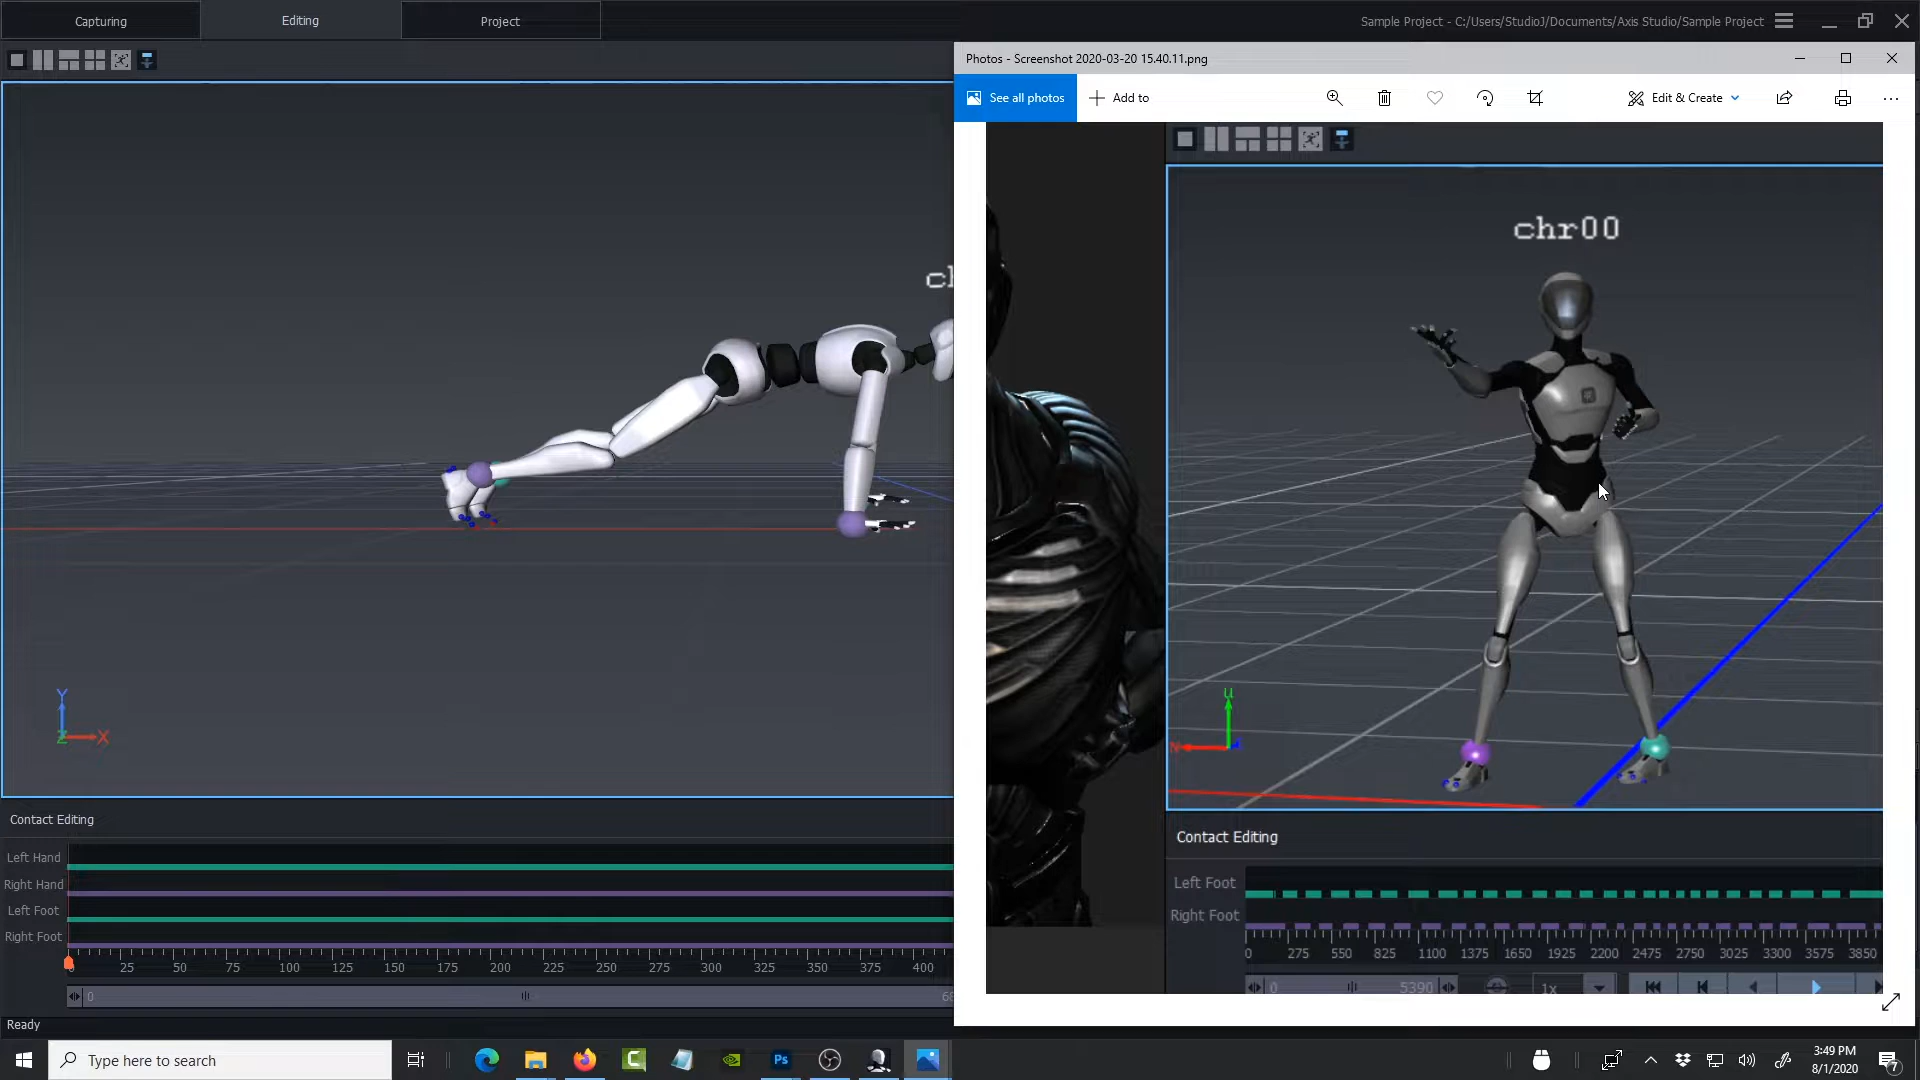 Capturing
Editing
Project
Sample Project - C:/Users/StudioJ/Documents/Axis Studio/Sample Project
Photos - Screenshot 2020-03-20 15.40.11.png
See all photos
Add to
Edit & Create
chr00
ch
Y
Z X
u
Contact Editing
Left Hand
Right Hand
Left Foot
Right Foot
25 50 75 100 125 150 175 200 225 250 275 300 325 350 375 400
0
Contact Editing
Left Foot
Right Foot
0 275 550 825 1100 1375 1650 1925 2200 2475 2750 3025 3300 3575 3850
0 5390 1x
Ready
Type here to search
Ps
3:49 PM
8/1/2020
7